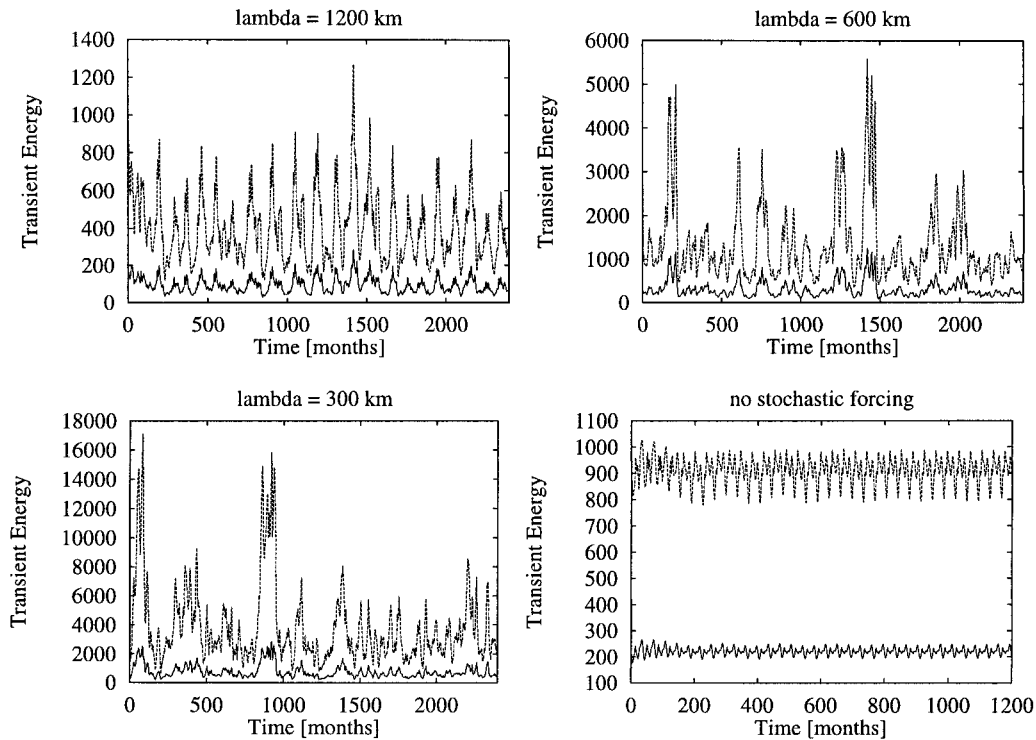 lambda = 1200 km
1400
1200
1000
800
600
400
200
0
Transient Energy
0 500 1000 1500 2000
Time [months]
lambda = 600 km
6000
5000
4000
3000
2000
1000
0
Transient Energy
0 500 1000 1500 2000
Time [months]
lambda = 300 km
18000
16000
14000
12000
10000
8000
6000
4000
2000
0
Transient Energy
0 500 1000 1500 2000
Time [months]
no stochastic forcing
1100
1000
900
800
700
600
500
400
300
200
100
Transient Energy
0 200 400 600 800 1000 1200
Time [months]